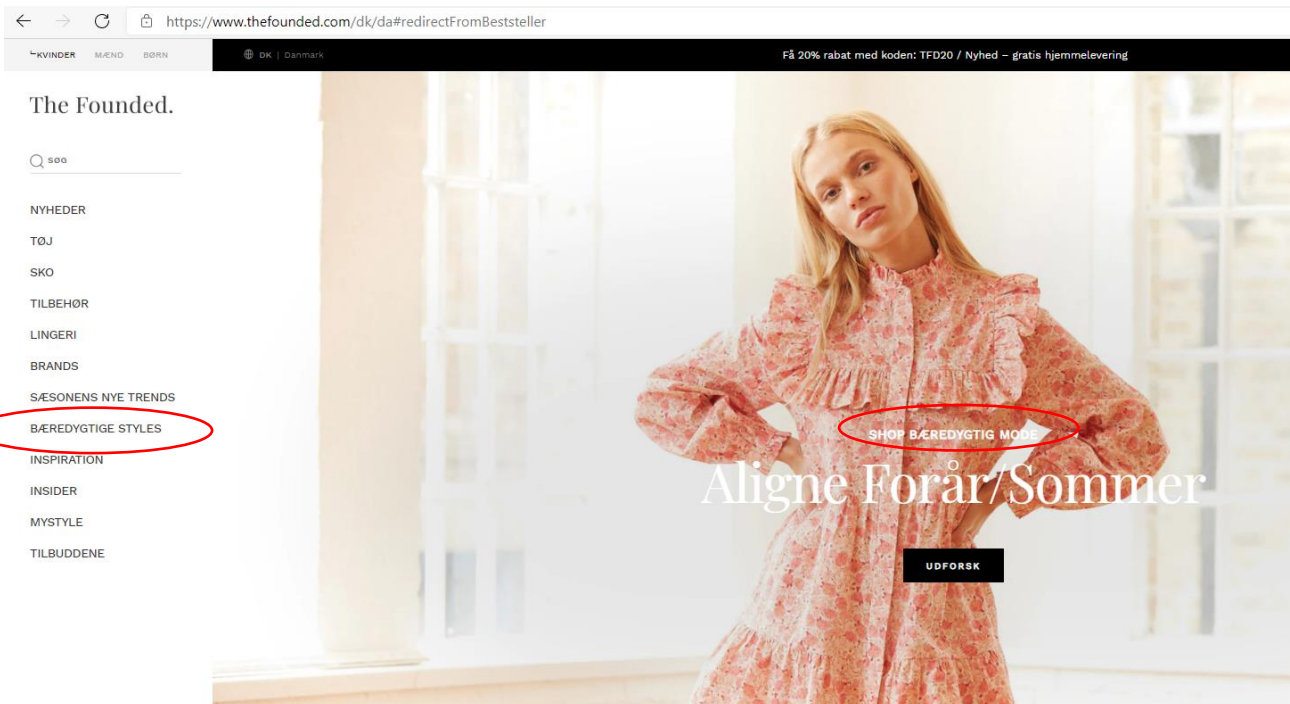 https://www.thefounded.com/dk/da#redirectFromBeststeller
KVINDER MÆND BØRN
DK | Danmark
Få 20% rabat med koden: TFD20 / Nyhed – gratis hjemmelevering
The Founded.
SØG
NYHEDER
TØJ
SKO
TILBEHØR
LINGERI
BRANDS
SÆSONENS NYE TRENDS
BÆREDYGTIGE STYLES
INSPIRATION
INSIDER
MYSTYLE
TILBUDDENE
SHOP BÆREDYGTIG MODE
Aligne Forår/Sommer
UDFORSK